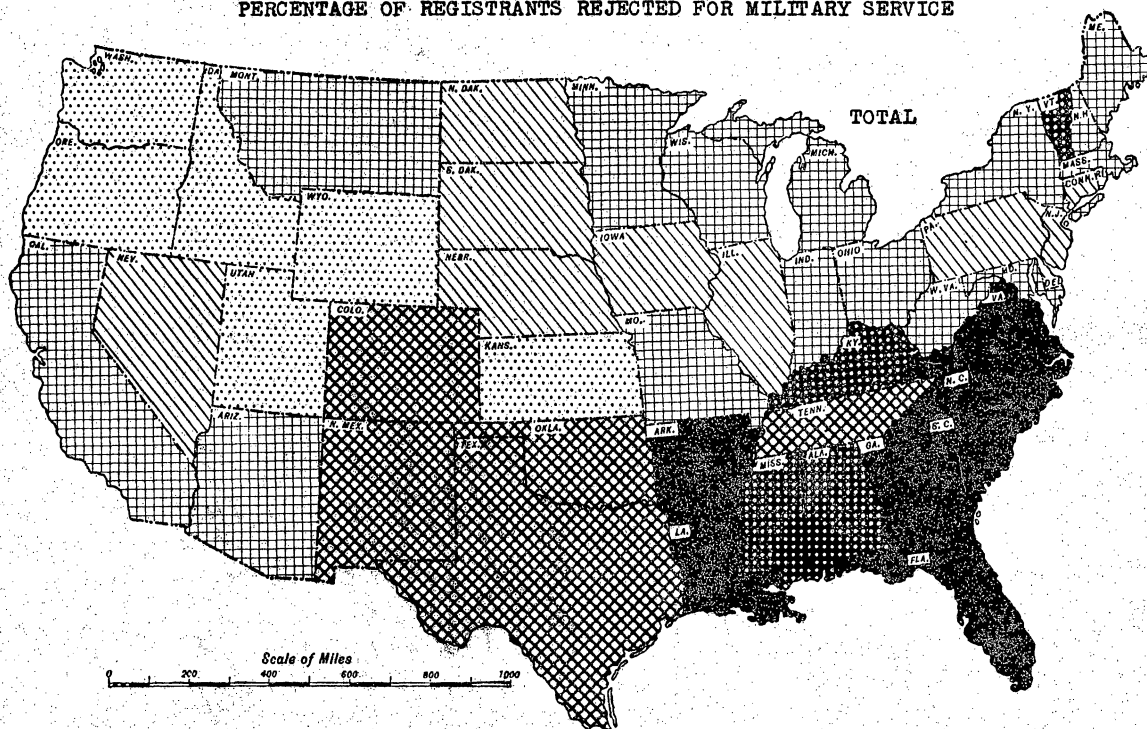 PERCENTAGE OF REGISTRANTS REJECTED FOR MILITARY SERVICE
TOTAL
WASH.
IDA.
MONT.
N. DAK.
MINN.
ME.
N. Y.
VT.
N.H.
ORE.
S. DAK.
WIS.
MICH.
MASS.
CONN.
R.I.
WYO.
IOWA
PA.
N.J.
CAL.
NEV.
UTAH
NEBR.
ILL.
IND.
OHIO
W. VA.
MD.
DEL
COLO.
KANS.
MO.
KY.
VA.
ARIZ.
N. MEX.
TEX.
OKLA.
ARK.
TENN.
N. C.
S. C.
MISS.
ALA.
GA.
LA.
FLA.
Scale of Miles
0 200 400 600 800 1000